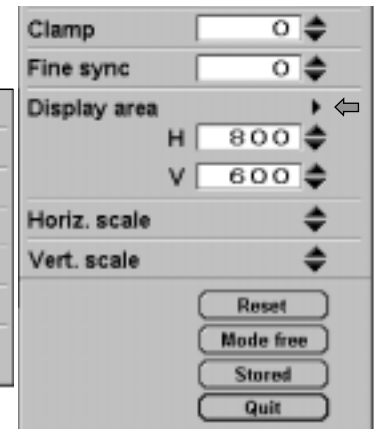 Clamp 0
Fine sync 0
Display area
H 800
V 600
Horiz. scale
Vert. scale
Reset
Mode free
Stored
Quit